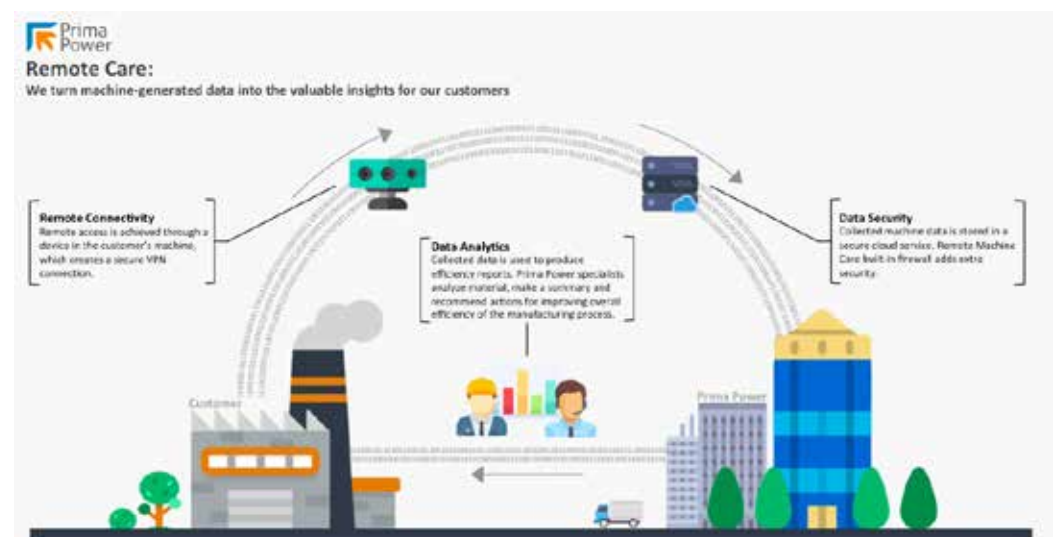 Prima
Power
Remote Care:
We turn machine-generated data into the valuable insights for our customers
Remote Connectivity
Remote access is achieved through a
device in the customer's machine,
which creates a secure VPN
connection.
Data Analytics
Collected data is used to produce
efficiency reports. Prima Power specialists
analyze material, make a summary and
recommend actions for improving overall
efficiency of the manufacturing process.
Data Security
Collected machine data is stored in a
secure cloud service. Remote Machine
Care built-in firewall adds extra
security.
Customer
Prima Power